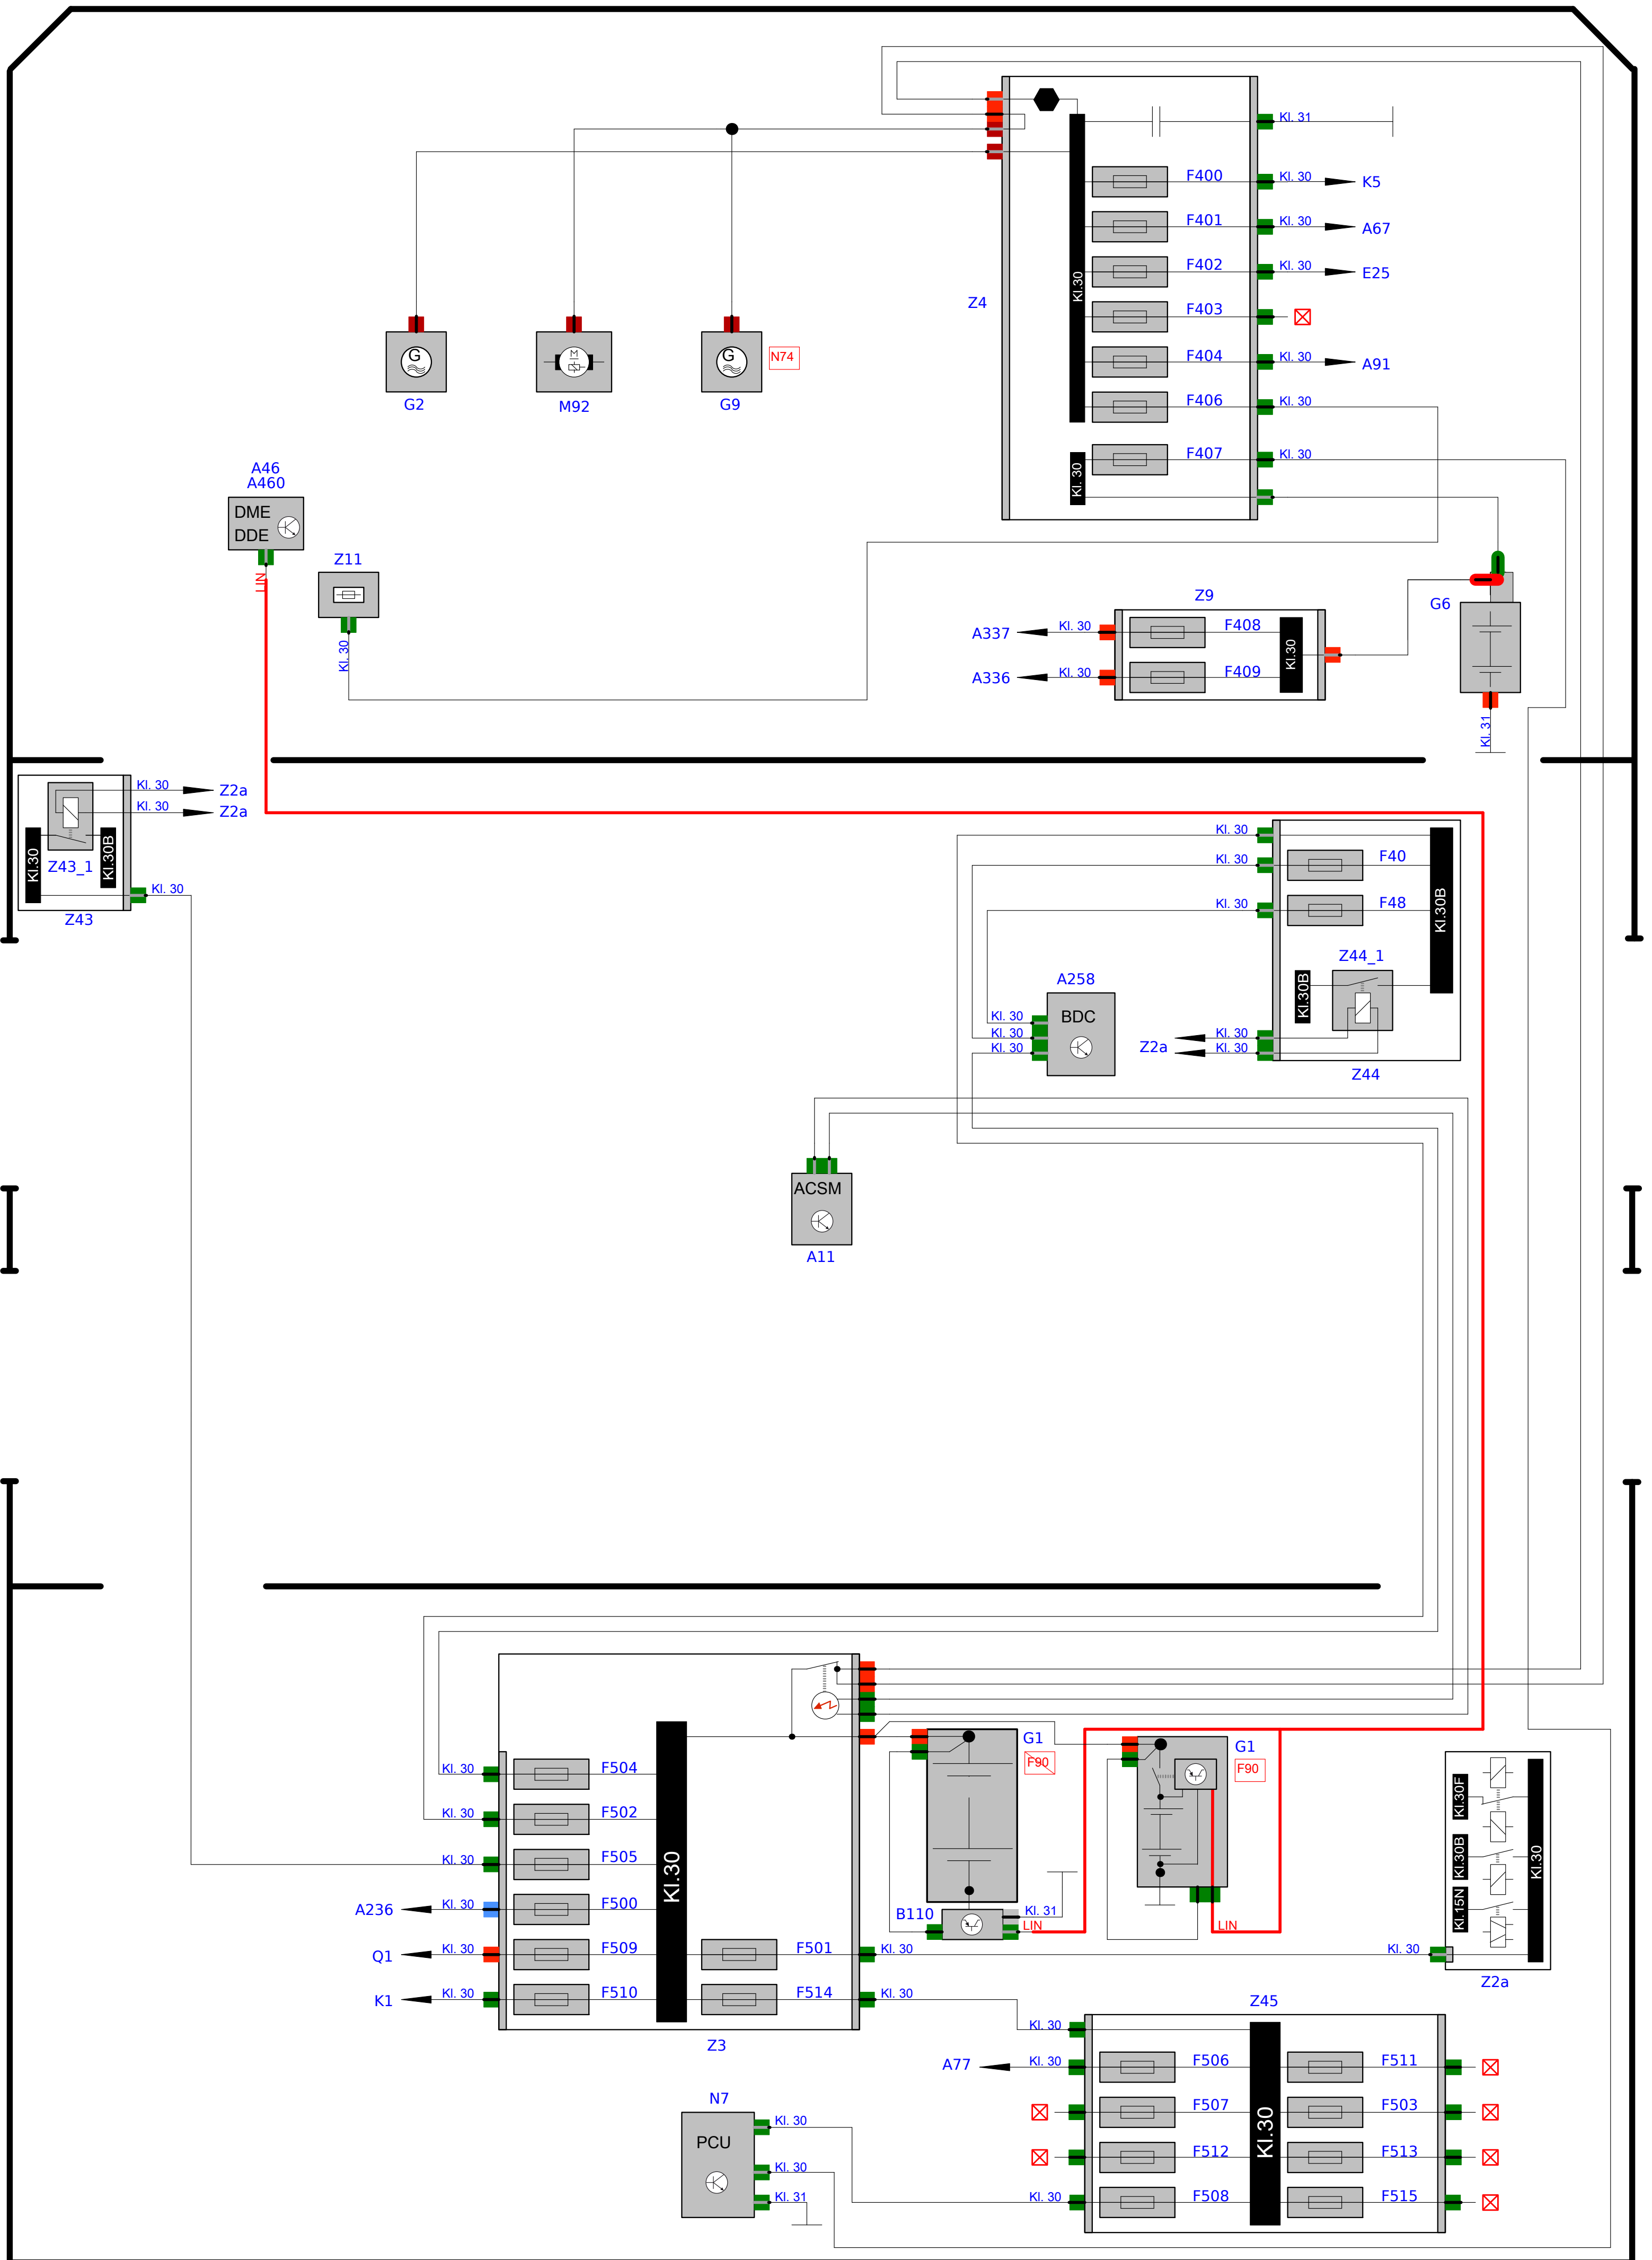 Kl. 31
F400 Kl. 30 K5
F401 Kl. 30 A67
F402 Kl. 30 E25
Kl.30
Z4
F403
F404 Kl. 30 A91
F406 Kl. 30
F407 Kl. 30
Kl. 30
G G2
M M92
G G9
N74
A46
A460
DME
DDE
LIN
Z11
Kl. 30
Z9
A337 Kl. 30 F408
A336 Kl. 30 F409
Kl.30
G6
Kl. 31
Kl. 30 Z2a
Kl. 30 Z2a
Kl.30
Z43_1
Kl.30B
Kl. 30
Z43
Kl. 30
Kl. 30 F40
Kl. 30 F48
Kl.30B
Z44_1
Kl.30B
A258
BDC
Kl. 30
Kl. 30
Kl. 30
Z2a
Kl. 30
Kl. 30
Z44
ACSM
A11
G1
F90
G1
F90
Kl. 30 F504
Kl. 30 F502
Kl. 30 F505
A236 Kl. 30 F500
Q1 Kl. 30 F509
K1 Kl. 30 F510
Kl.30
F501 Kl. 30
F514 Kl. 30
Z3
B110
Kl. 31
LIN
LIN
Kl. 30
Kl.30F
Kl.30B
Kl.15N
Kl.30
Z2a
Z45
Kl. 30
A77 Kl. 30 F506 F511
F507 F503
F512 F513
Kl. 30 F508 F515
Kl.30
N7
PCU
Kl. 30
Kl. 30
Kl. 31